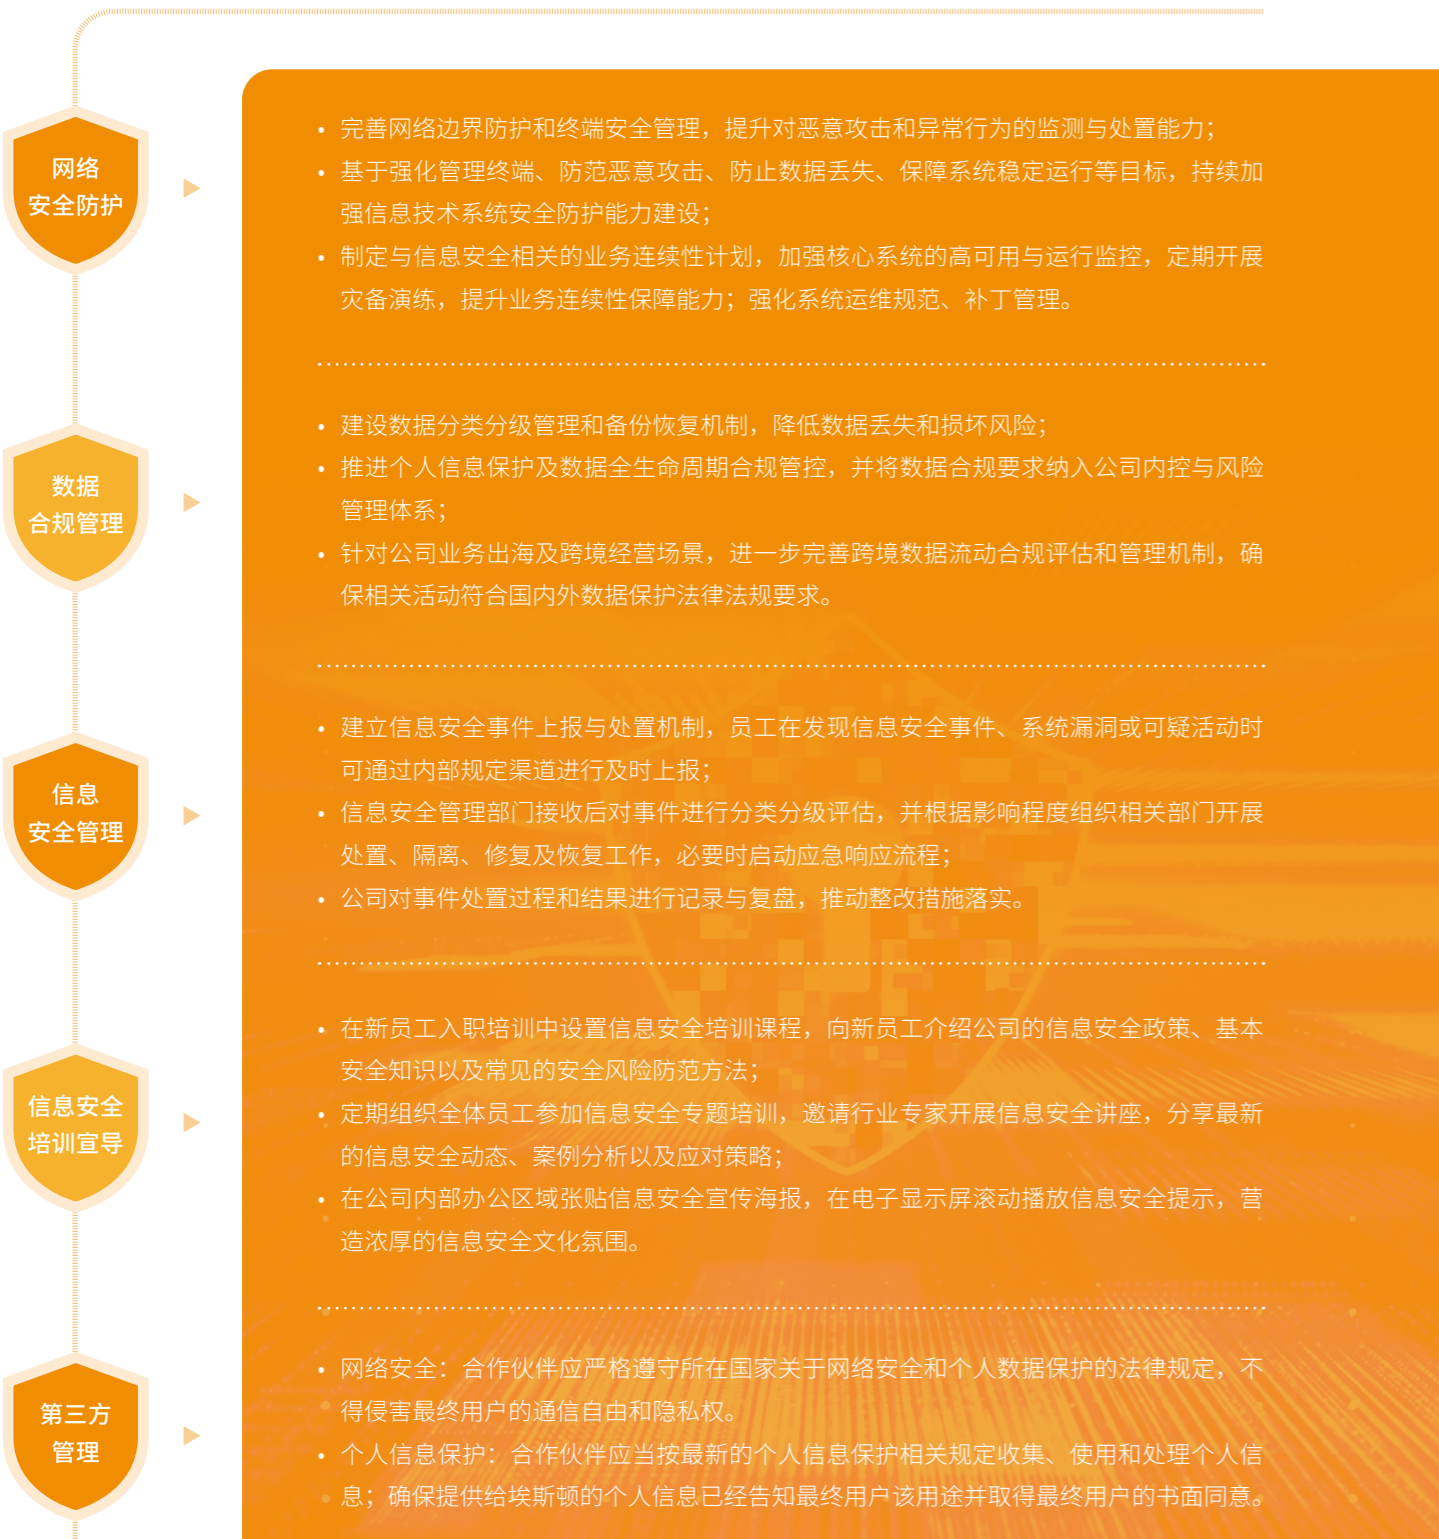 网络
安全防护
• 完善网络边界防护和终端安全管理，提升对恶意攻击和异常行为的监测与处置能力；
• 基于强化管理终端、防范恶意攻击、防止数据丢失、保障系统稳定运行等目标，持续加
强信息技术系统安全防护能力建设；
• 制定与信息安全相关的业务连续性计划，加强核心系统的高可用与运行监控，定期开展
灾备演练，提升业务连续性保障能力；强化系统运维规范、补丁管理。
数据
合规管理
• 建设数据分类分级管理和备份恢复机制，降低数据丢失和损坏风险；
• 推进个人信息保护及数据全生命周期合规管控，并将数据合规要求纳入公司内控与风险
管理体系；
• 针对公司业务出海及跨境经营场景，进一步完善跨境数据流动合规评估和管理机制，确
保相关活动符合国内外数据保护法律法规要求。
信息
安全管理
• 建立信息安全事件上报与处置机制，员工在发现信息安全事件、系统漏洞或可疑活动时
可通过内部规定渠道进行及时上报；
• 信息安全管理部门接收后对事件进行分类分级评估，并根据影响程度组织相关部门开展
处置、隔离、修复及恢复工作，必要时启动应急响应流程；
• 公司对事件处置过程和结果进行记录与复盘，推动整改措施落实。
信息安全
培训宣导
• 在新员工入职培训中设置信息安全培训课程，向新员工介绍公司的信息安全政策、基本
安全知识以及常见的安全风险防范方法；
• 定期组织全体员工参加信息安全专题培训，邀请行业专家开展信息安全讲座，分享最新
的信息安全动态、案例分析以及应对策略；
• 在公司内部办公区域张贴信息安全宣传海报，在电子显示屏滚动播放信息安全提示，营
造浓厚的信息安全文化氛围。
第三方
管理
• 网络安全：合作伙伴应严格遵守所在国家关于网络安全和个人数据保护的法律规定，不
得侵害最终用户的通信自由和隐私权。
• 个人信息保护：合作伙伴应当按最新的个人信息保护相关规定收集、使用和处理个人信
息；确保提供给埃斯顿的个人信息已经告知最终用户该用途并取得最终用户的书面同意。